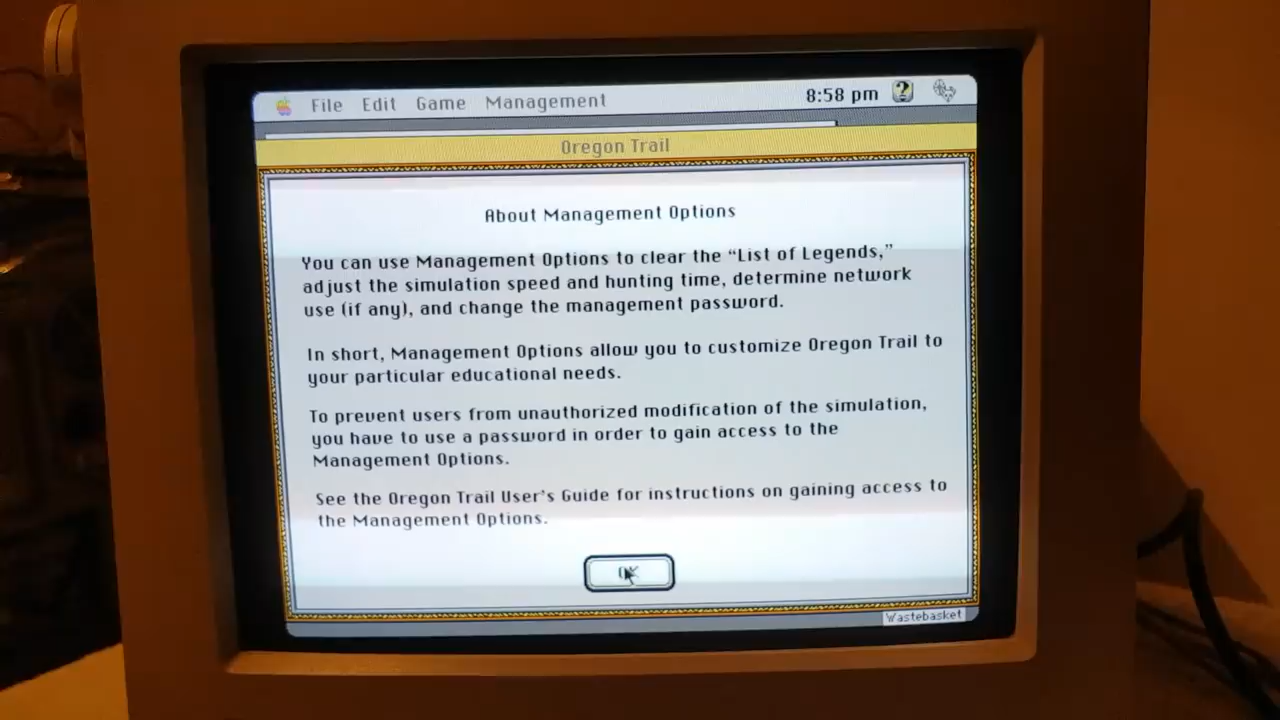 File Edit Game Management 8:58 pm
Oregon Trail
About Management Options
You can use Management Options to clear the “List of Legends,”
adjust the simulation speed and hunting time, determine network
use (if any), and change the management password.
In short, Management Options allow you to customize Oregon Trail to
your particular educational needs.
To prevent users from unauthorized modification of the simulation,
you have to use a password in order to gain access to the
Management Options.
See the Oregon Trail User's Guide for instructions on gaining access to
the Management Options.
OK
Wastebasket